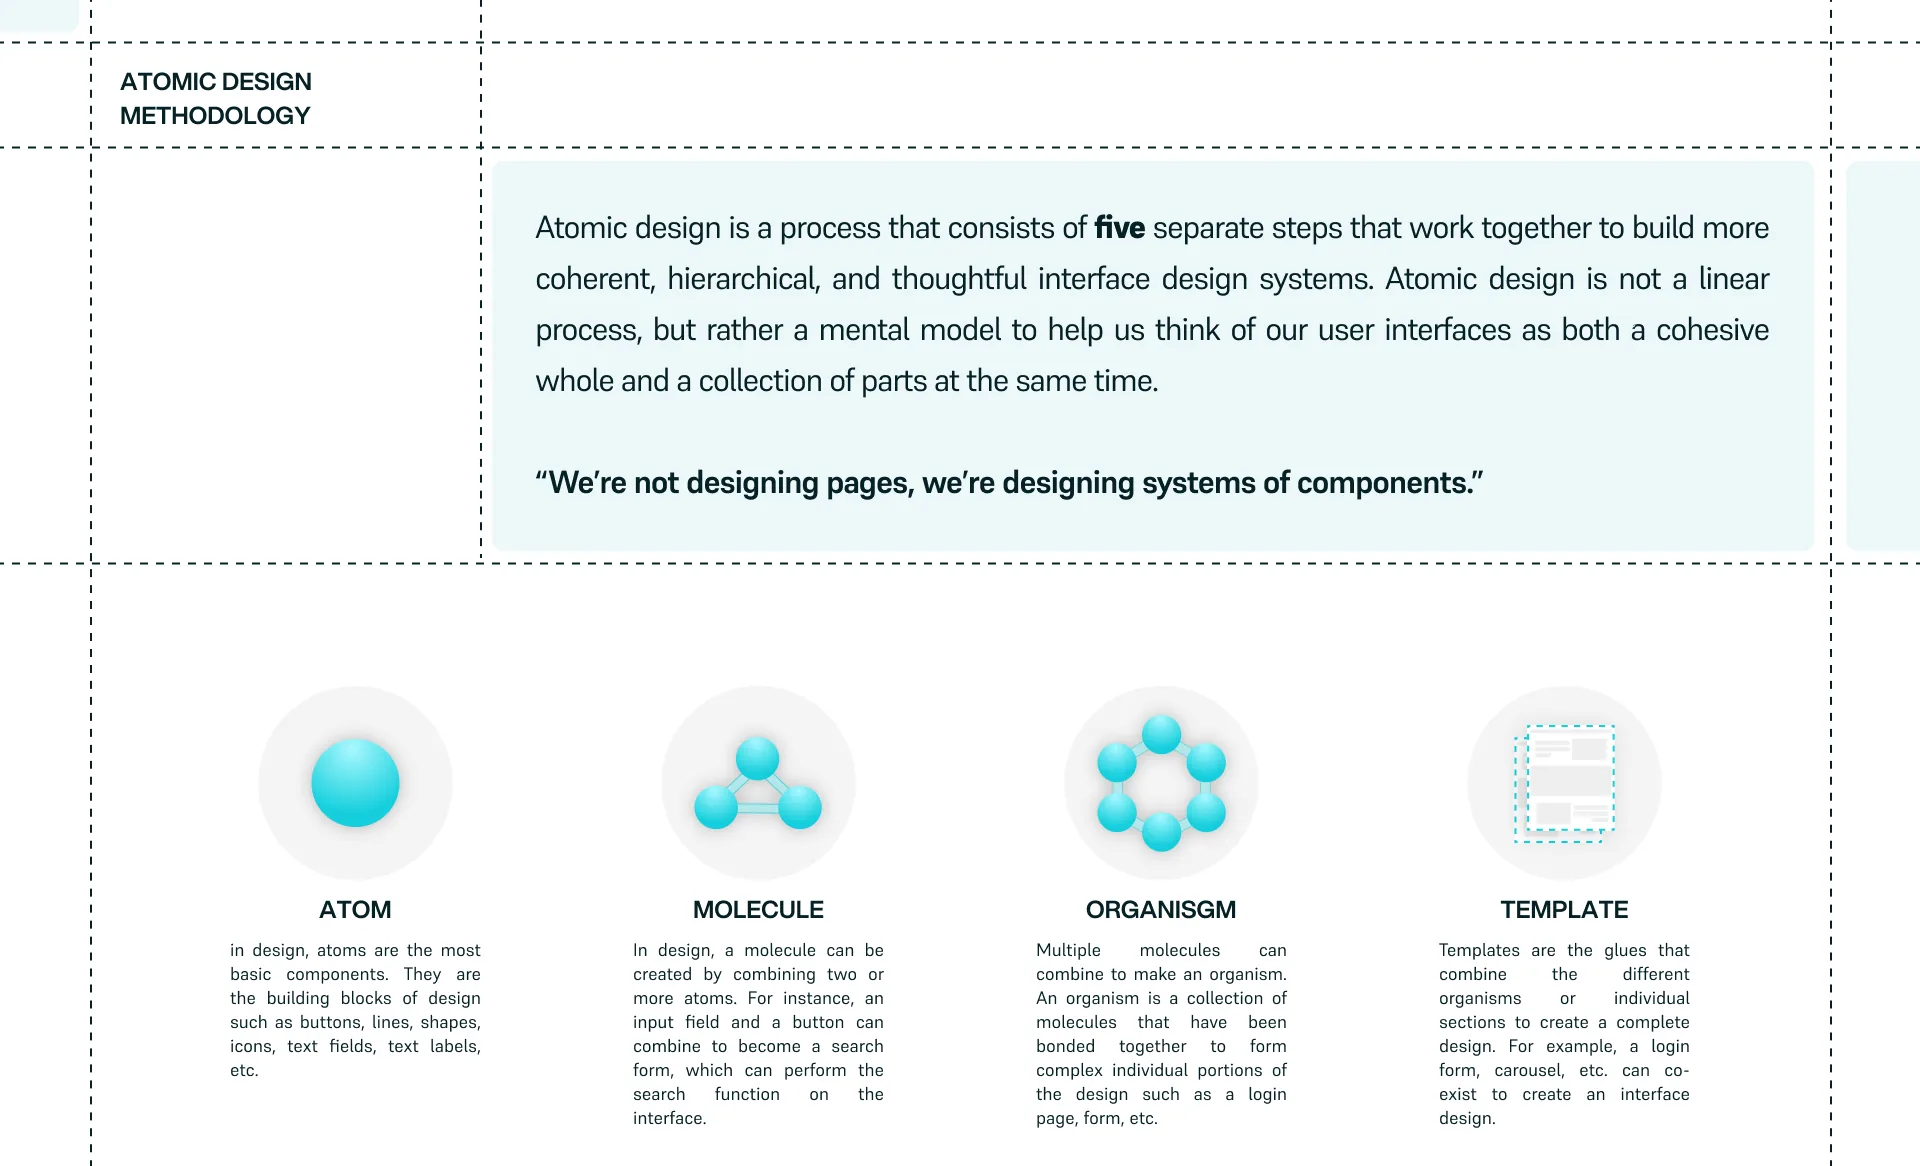 ATOMIC DESIGN
METHODOLOGY
Atomic design is a process that consists of five separate steps that work together to build more
coherent, hierarchical, and thoughtful interface design systems. Atomic design is not a linear
process, but rather a mental model to help us think of our user interfaces as both a cohesive
whole and a collection of parts at the same time.
“We’re not designing pages, we’re designing systems of components.”
ATOM
in design, atoms are the most
basic components. They are
the building blocks of design
such as buttons, lines, shapes,
icons, text fields, text labels,
etc.
MOLECULE
In design, a molecule can be
created by combining two or
more atoms. For instance, an
input field and a button can
combine to become a search
form, which can perform the
search function on the
interface.
ORGANISGM
Multiple molecules can
combine to make an organism.
An organism is a collection of
molecules that have been
bonded together to form
complex individual portions of
the design such as a login
page, form, etc.
TEMPLATE
Templates are the glues that
combine the different
organisms or individual
sections to create a complete
design. For example, a login
form, carousel, etc. can co-
exist to create an interface
design.